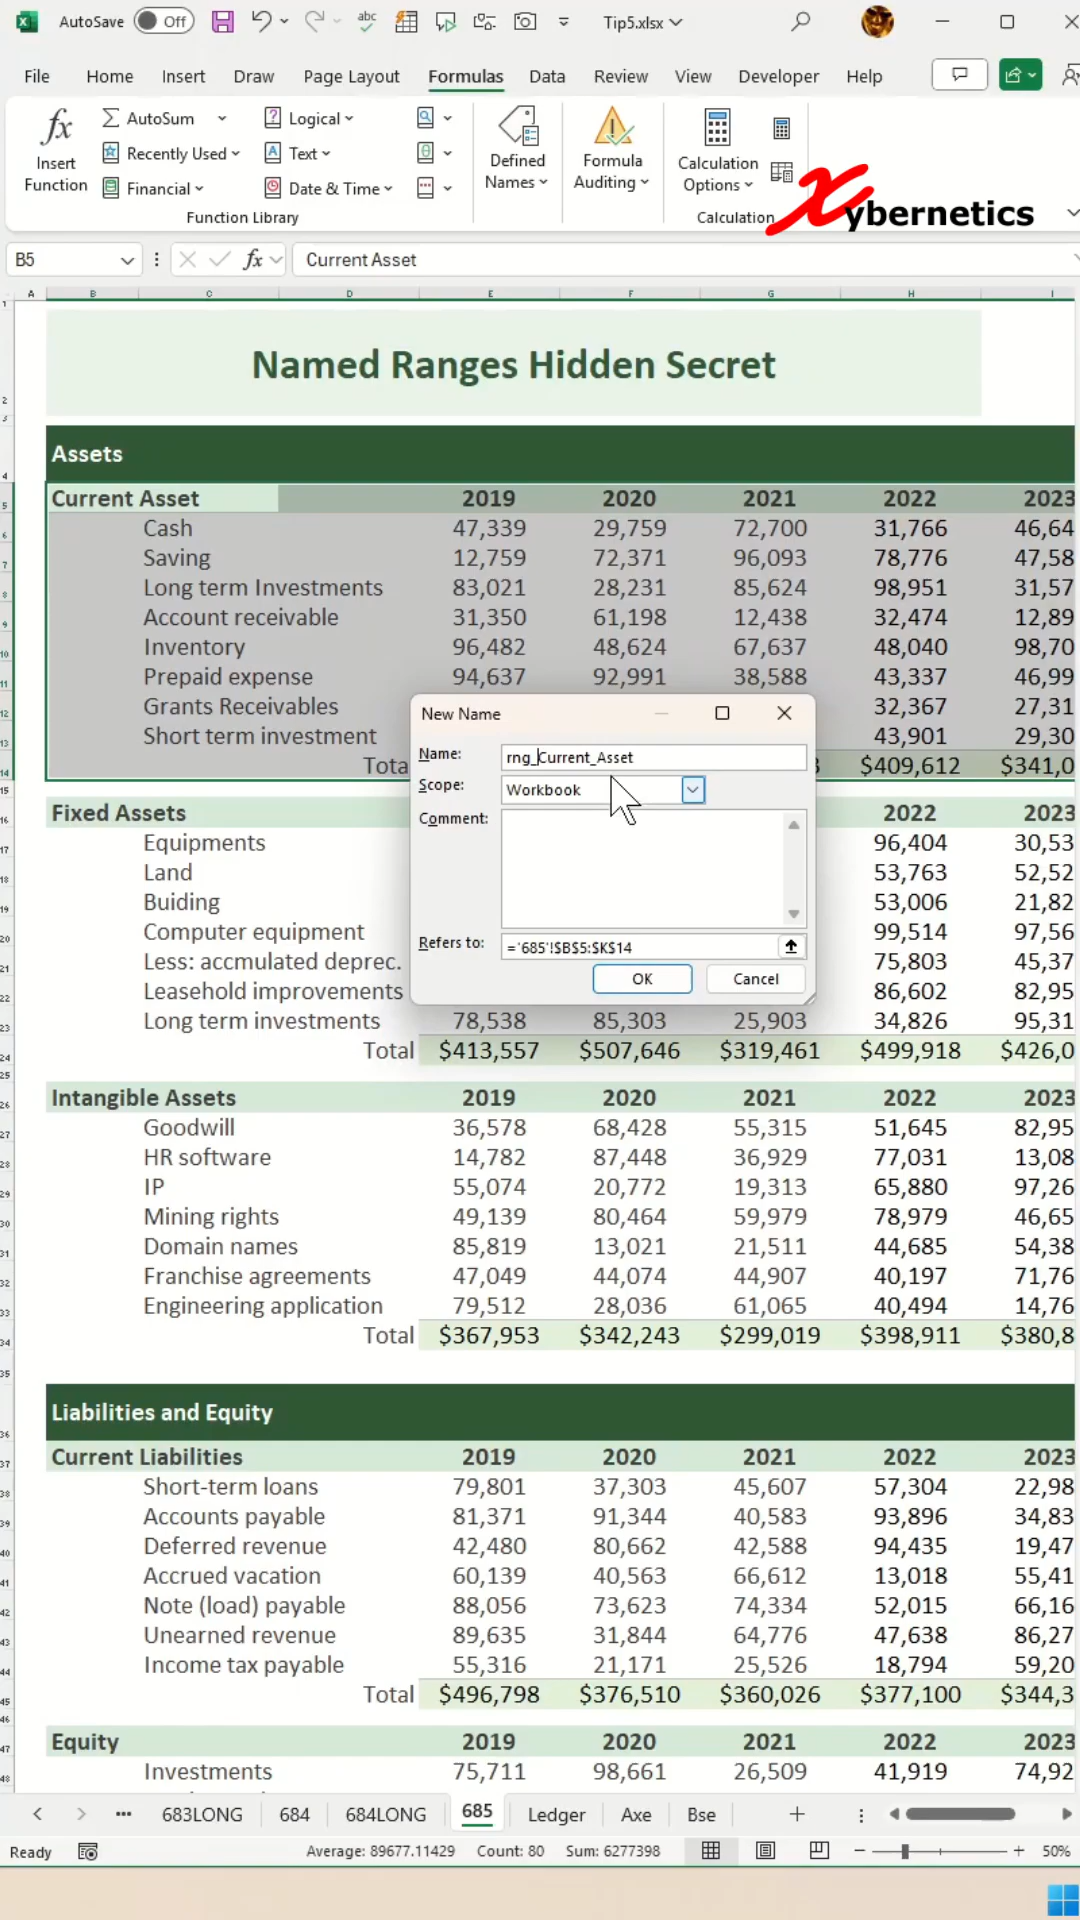 AutoSave Off Tip5.xlsx
File Home Insert Draw Page Layout Formulas Data Review View Developer Help
fx Insert Function
AutoSum
Recently Used
Financial
Logical
Text
Date & Time
Function Library
Defined Names
Formula Auditing
Calculation Options
Calculation
Xybernetics
B5 fx Current Asset
A B C D E F G H I
Named Ranges Hidden Secret
Assets
Current Asset 2019 2020 2021 2022 2023
Cash 47,339 29,759 72,700 31,766 46,64
Saving 12,759 72,371 96,093 78,776 47,58
Long term Investments 83,021 28,231 85,624 98,951 31,57
Account receivable 31,350 61,198 12,438 32,474 12,89
Inventory 96,482 48,624 67,637 48,040 98,70
Prepaid expense 94,637 92,991 38,588 43,337 46,99
Grants Receivables 32,367 27,31
Short term investment 43,901 29,30
Tota $409,612 $341,0
New Name
Name: rng_Current_Asset
Scope: Workbook
Comment:
Refers to: ='685'!$B$5:$K$14
OK Cancel
Fixed Assets 2022 2023
Equipments 96,404 30,53
Land 53,763 52,52
Buiding 53,006 21,82
Computer equipment 99,514 97,56
Less: accmulated deprec. 75,803 45,37
Leasehold improvements 86,602 82,95
Long term investments 78,538 85,303 25,903 34,826 95,31
Total $413,557 $507,646 $319,461 $499,918 $426,0
Intangible Assets 2019 2020 2021 2022 2023
Goodwill 36,578 68,428 55,315 51,645 82,95
HR software 14,782 87,448 36,929 77,031 13,08
IP 55,074 20,772 19,313 65,880 97,26
Mining rights 49,139 80,464 59,979 78,979 46,65
Domain names 85,819 13,021 21,511 44,685 54,38
Franchise agreements 47,049 44,074 44,907 40,197 71,76
Engineering application 79,512 28,036 61,065 40,494 14,76
Total $367,953 $342,243 $299,019 $398,911 $380,8
Liabilities and Equity
Current Liabilities 2019 2020 2021 2022 2023
Short-term loans 79,801 37,303 45,607 57,304 22,98
Accounts payable 81,371 91,344 40,583 93,896 34,83
Deferred revenue 42,480 80,662 42,588 94,435 19,47
Accrued vacation 60,139 40,563 66,612 13,018 55,41
Note (load) payable 88,056 73,623 74,334 52,015 66,16
Unearned revenue 89,635 31,844 64,776 47,638 86,27
Income tax payable 55,316 21,171 25,526 18,794 59,20
Total $496,798 $376,510 $360,026 $377,100 $344,3
Equity 2019 2020 2021 2022 2023
Investments 75,711 98,661 26,509 41,919 74,92
683LONG 684 684LONG 685 Ledger Axe Bse
Ready Average: 89677.11429 Count: 80 Sum: 6277398 50%